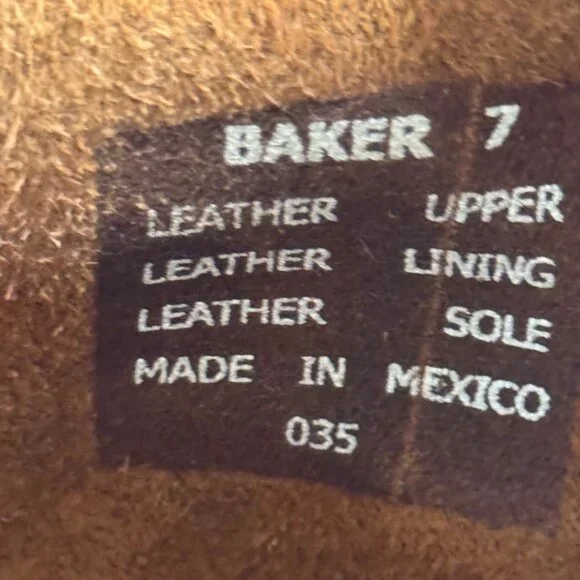 BAKER 7
LEATHER UPPER
LEATHER LINING
LEATHER SOLE
MADE IN MEXICO
035